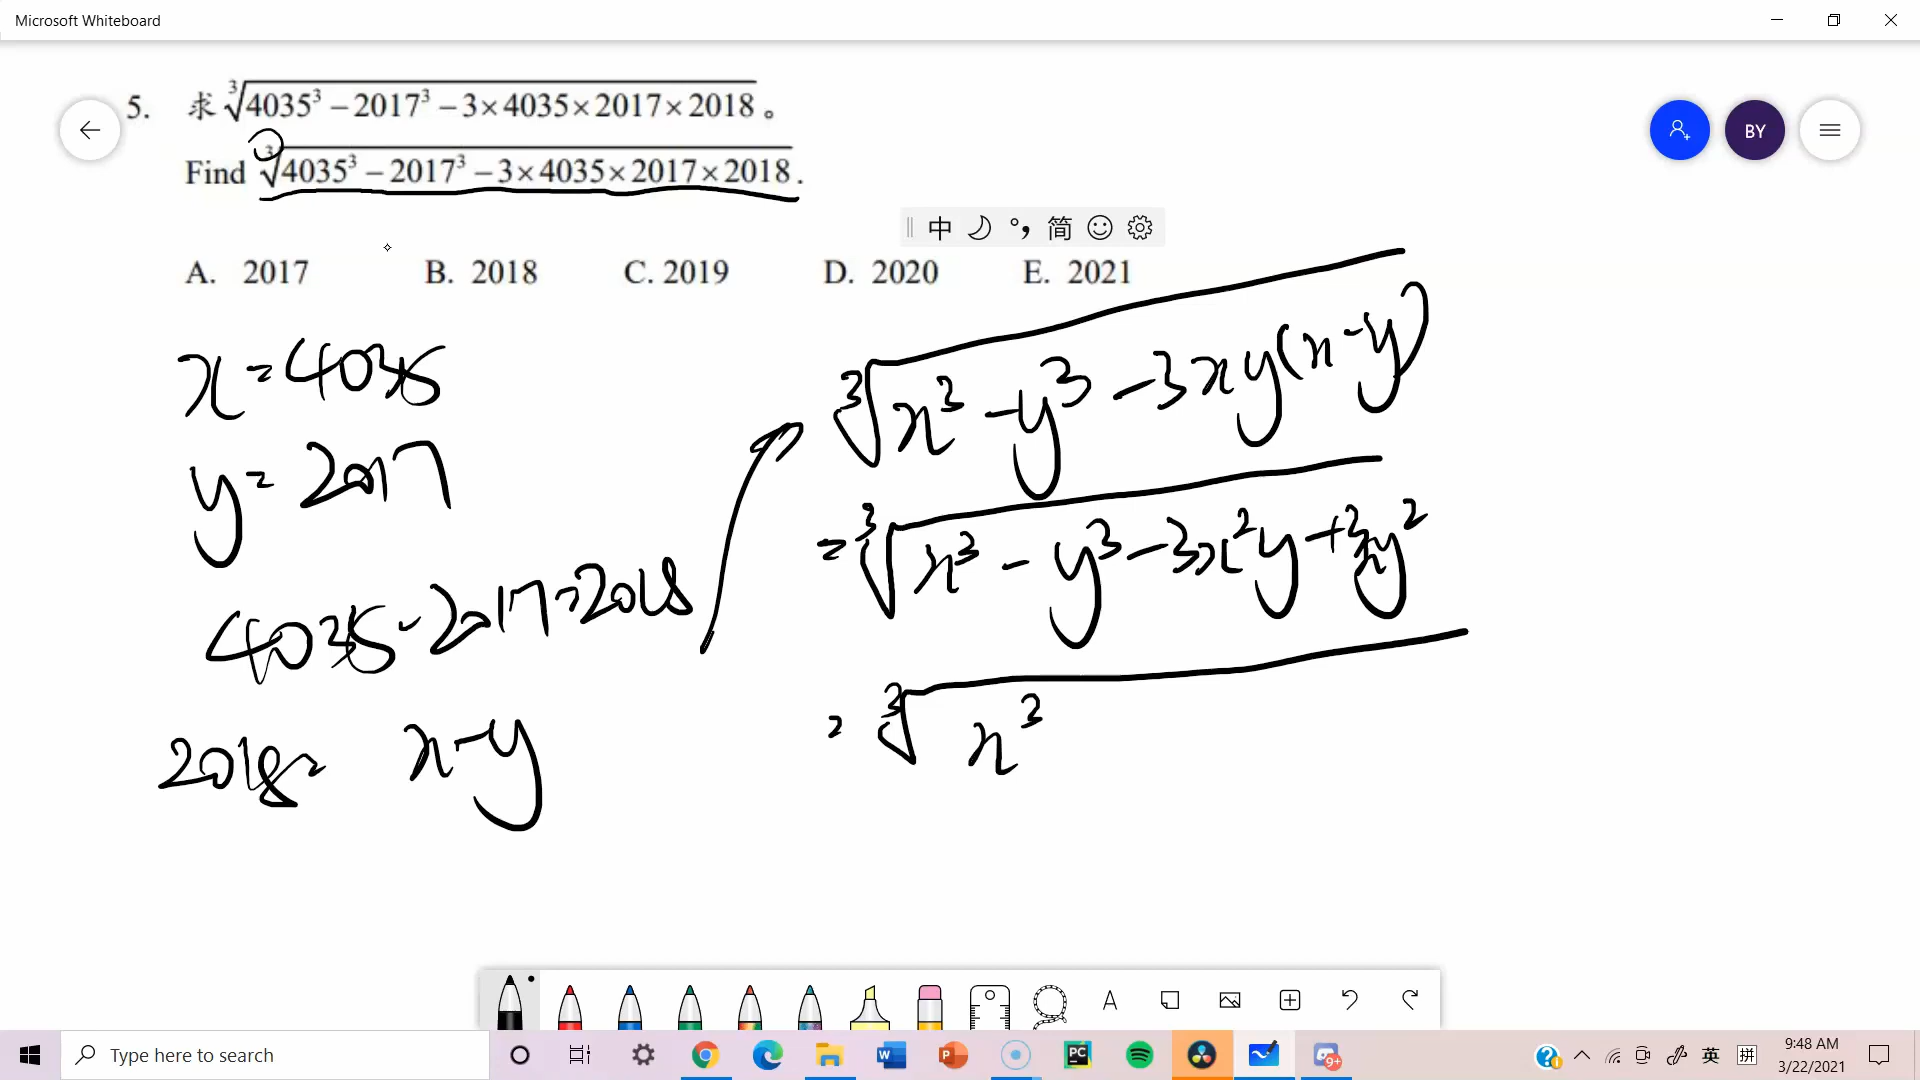 Microsoft Whiteboard
5. 求 ∛(4035³ − 2017³ − 3×4035×2017×2018) 。
Find ∛(4035³ − 2017³ − 3×4035×2017×2018) .
BY
中 °, 简
A. 2017 B. 2018 C. 2019 D. 2020 E. 2021
x = 4035
y = 2017
4035 - 2017 = 2018
2018 = x - y
∛(x³ - y³ - 3xy(x - y))
= ∛(x³ - y³ - 3x²y + 3xy²)
= ∛(x³
A
Type here to search
W P PC 9+ 英 拼
9:48 AM
3/22/2021